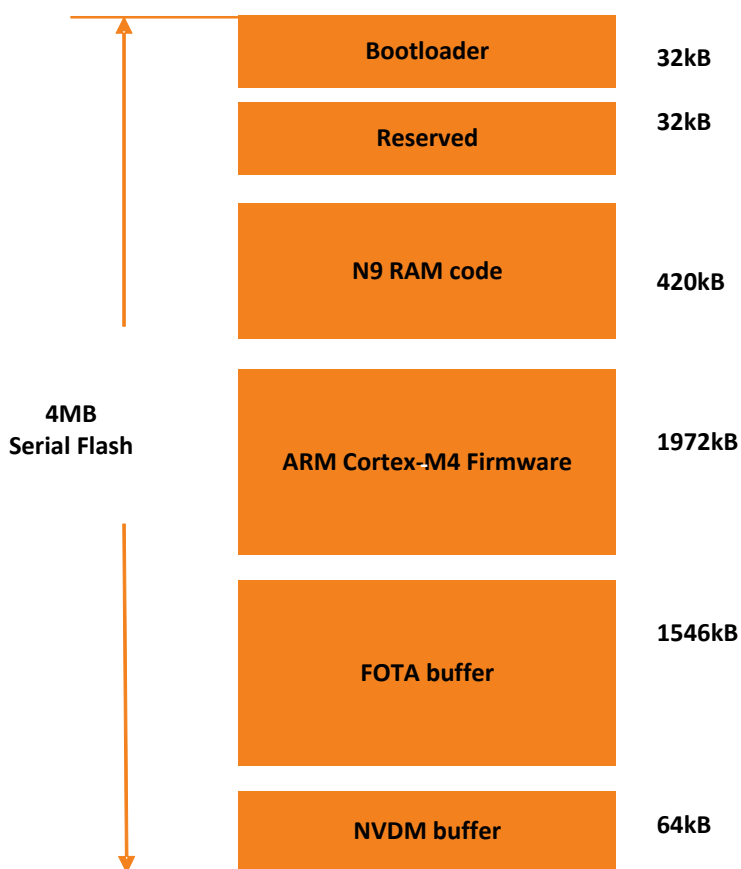 Bootloader
32kB
Reserved
32kB
N9 RAM code
420kB
4MB
Serial Flash
ARM Cortex-M4 Firmware
1972kB
FOTA buffer
1546kB
NVDM buffer
64kB